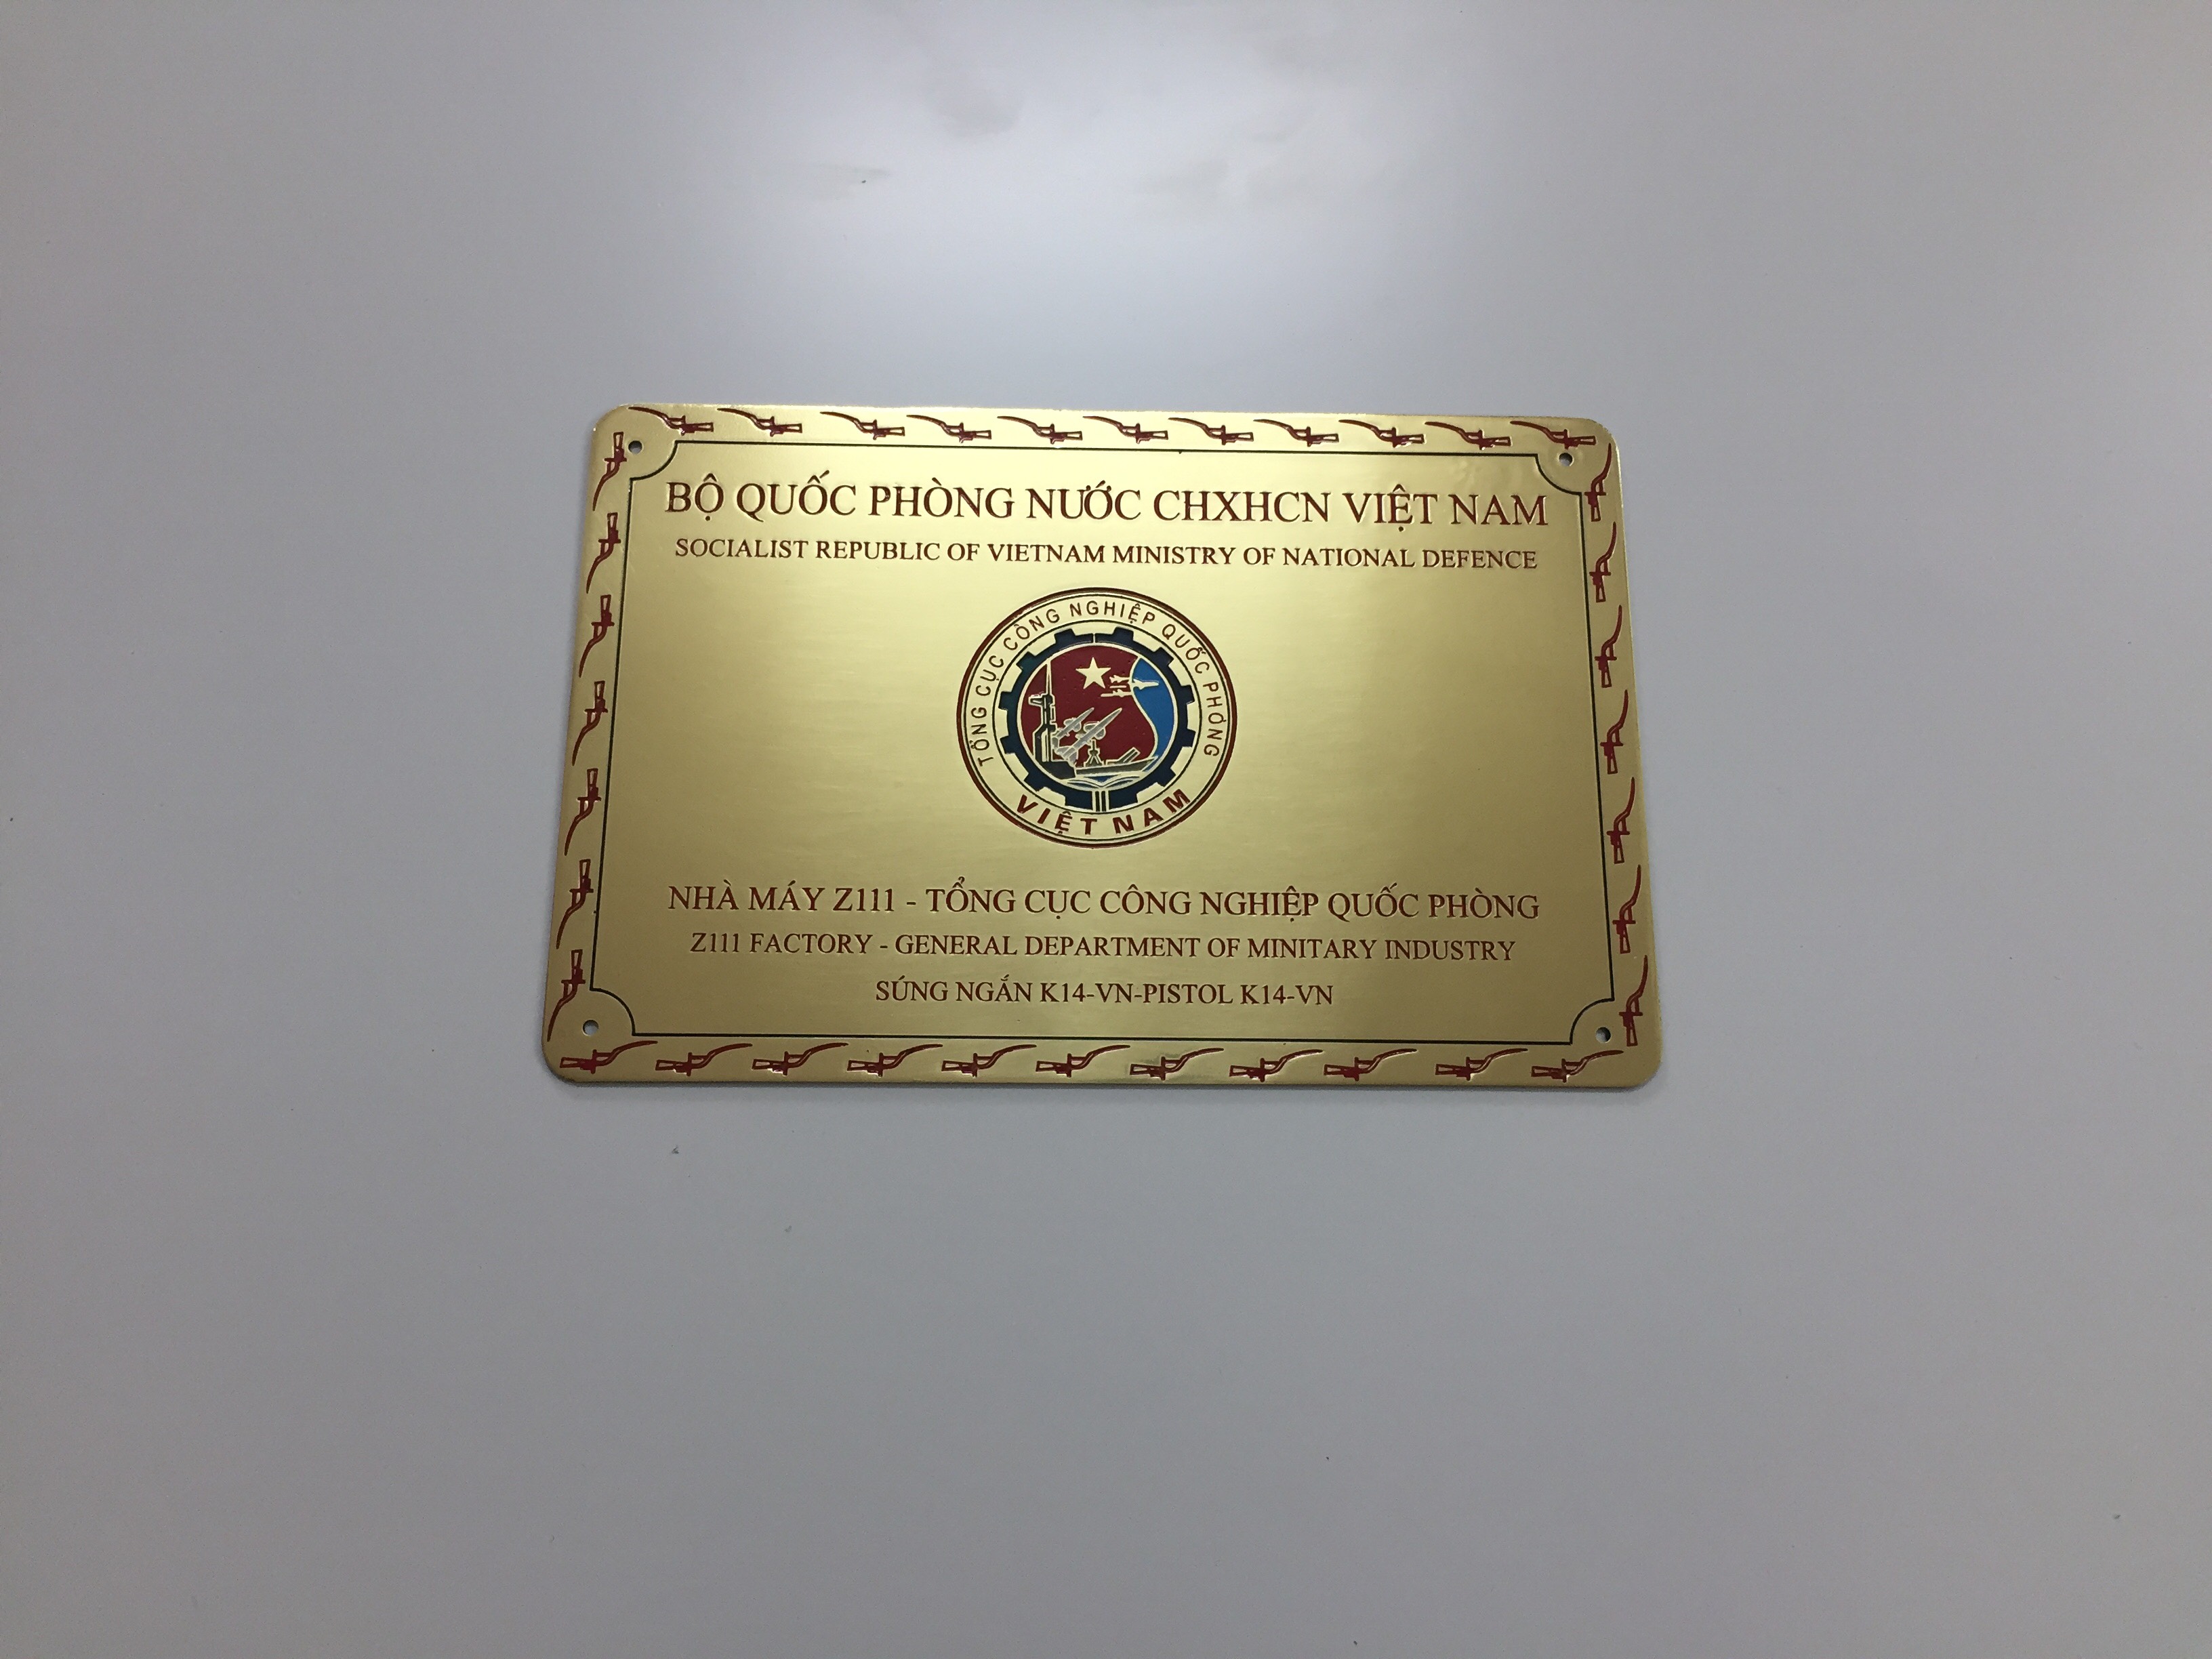 BỘ QUỐC PHÒNG NƯỚC CHXHCN VIỆT NAM
SOCIALIST REPUBLIC OF VIETNAM MINISTRY OF NATIONAL DEFENCE
TỔNG CỤC CÔNG NGHIỆP QUỐC PHÒNG
VIỆT NAM
NHÀ MÁY Z111 - TỔNG CỤC CÔNG NGHIỆP QUỐC PHÒNG
Z111 FACTORY - GENERAL DEPARTMENT OF MINITARY INDUSTRY
SÚNG NGẮN K14-VN-PISTOL K14-VN